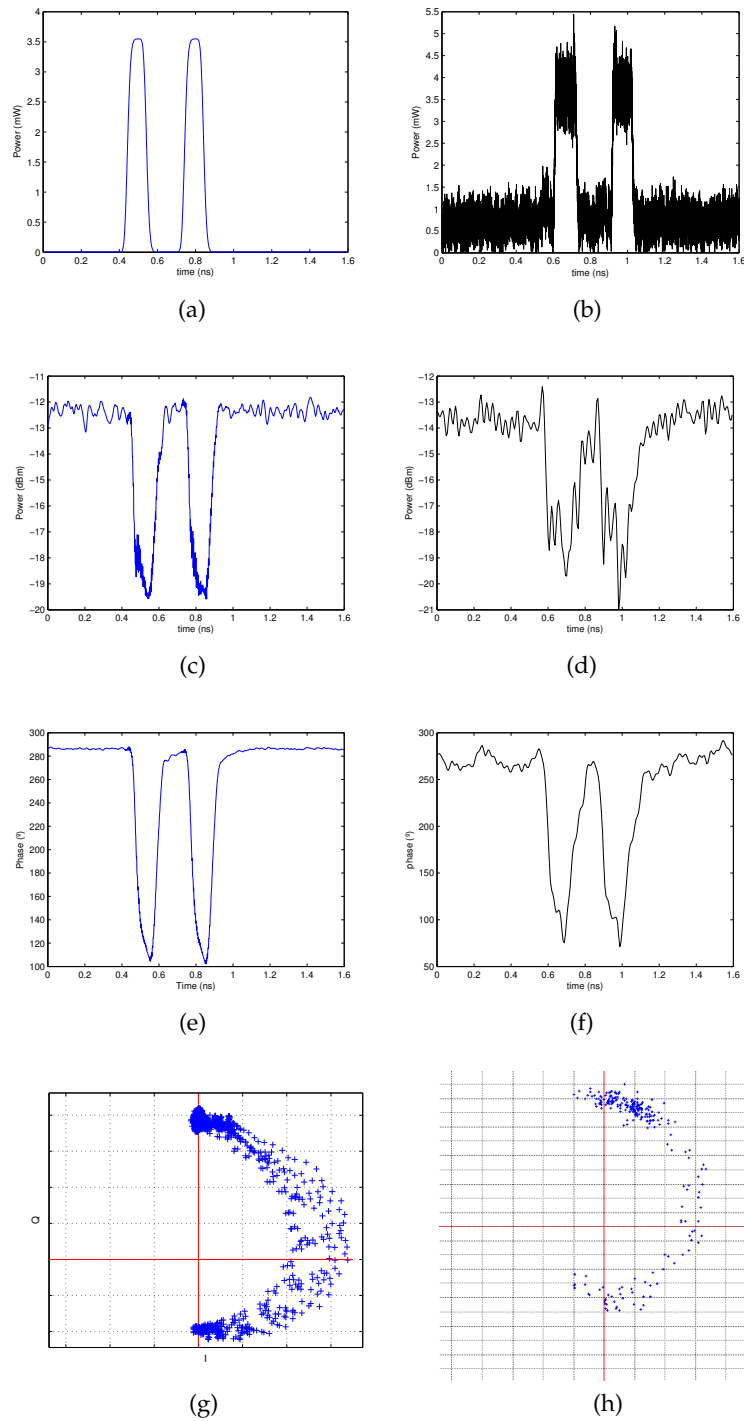 4
3.5
3
2.5
2
1.5
1
0.5
0
Power (mW)
0 0.2 0.4 0.6 0.8 1 1.2 1.4 1.6
time (ns)
(a)
5.5
5
4.5
4
3.5
3
2.5
2
1.5
1
0.5
0
Power (mW)
0 0.2 0.4 0.6 0.8 1 1.2 1.4 1.6
time (ns)
(b)
−11
−12
−13
−14
−15
−16
−17
−18
−19
−20
Power (dBm)
0 0.2 0.4 0.6 0.8 1 1.2 1.4 1.6
time (ns)
(c)
−12
−13
−14
−15
−16
−17
−18
−19
−20
−21
Power (dBm)
0 0.2 0.4 0.6 0.8 1 1.2 1.4 1.6
time (ns)
(d)
300
280
260
240
220
200
180
160
140
120
100
Phase (º)
0 0.2 0.4 0.6 0.8 1 1.2 1.4 1.6
Time (ns)
(e)
300
250
200
150
100
50
phase (º)
0 0.2 0.4 0.6 0.8 1 1.2 1.4 1.6
time (ns)
(f)
Q
I
(g)
(h)